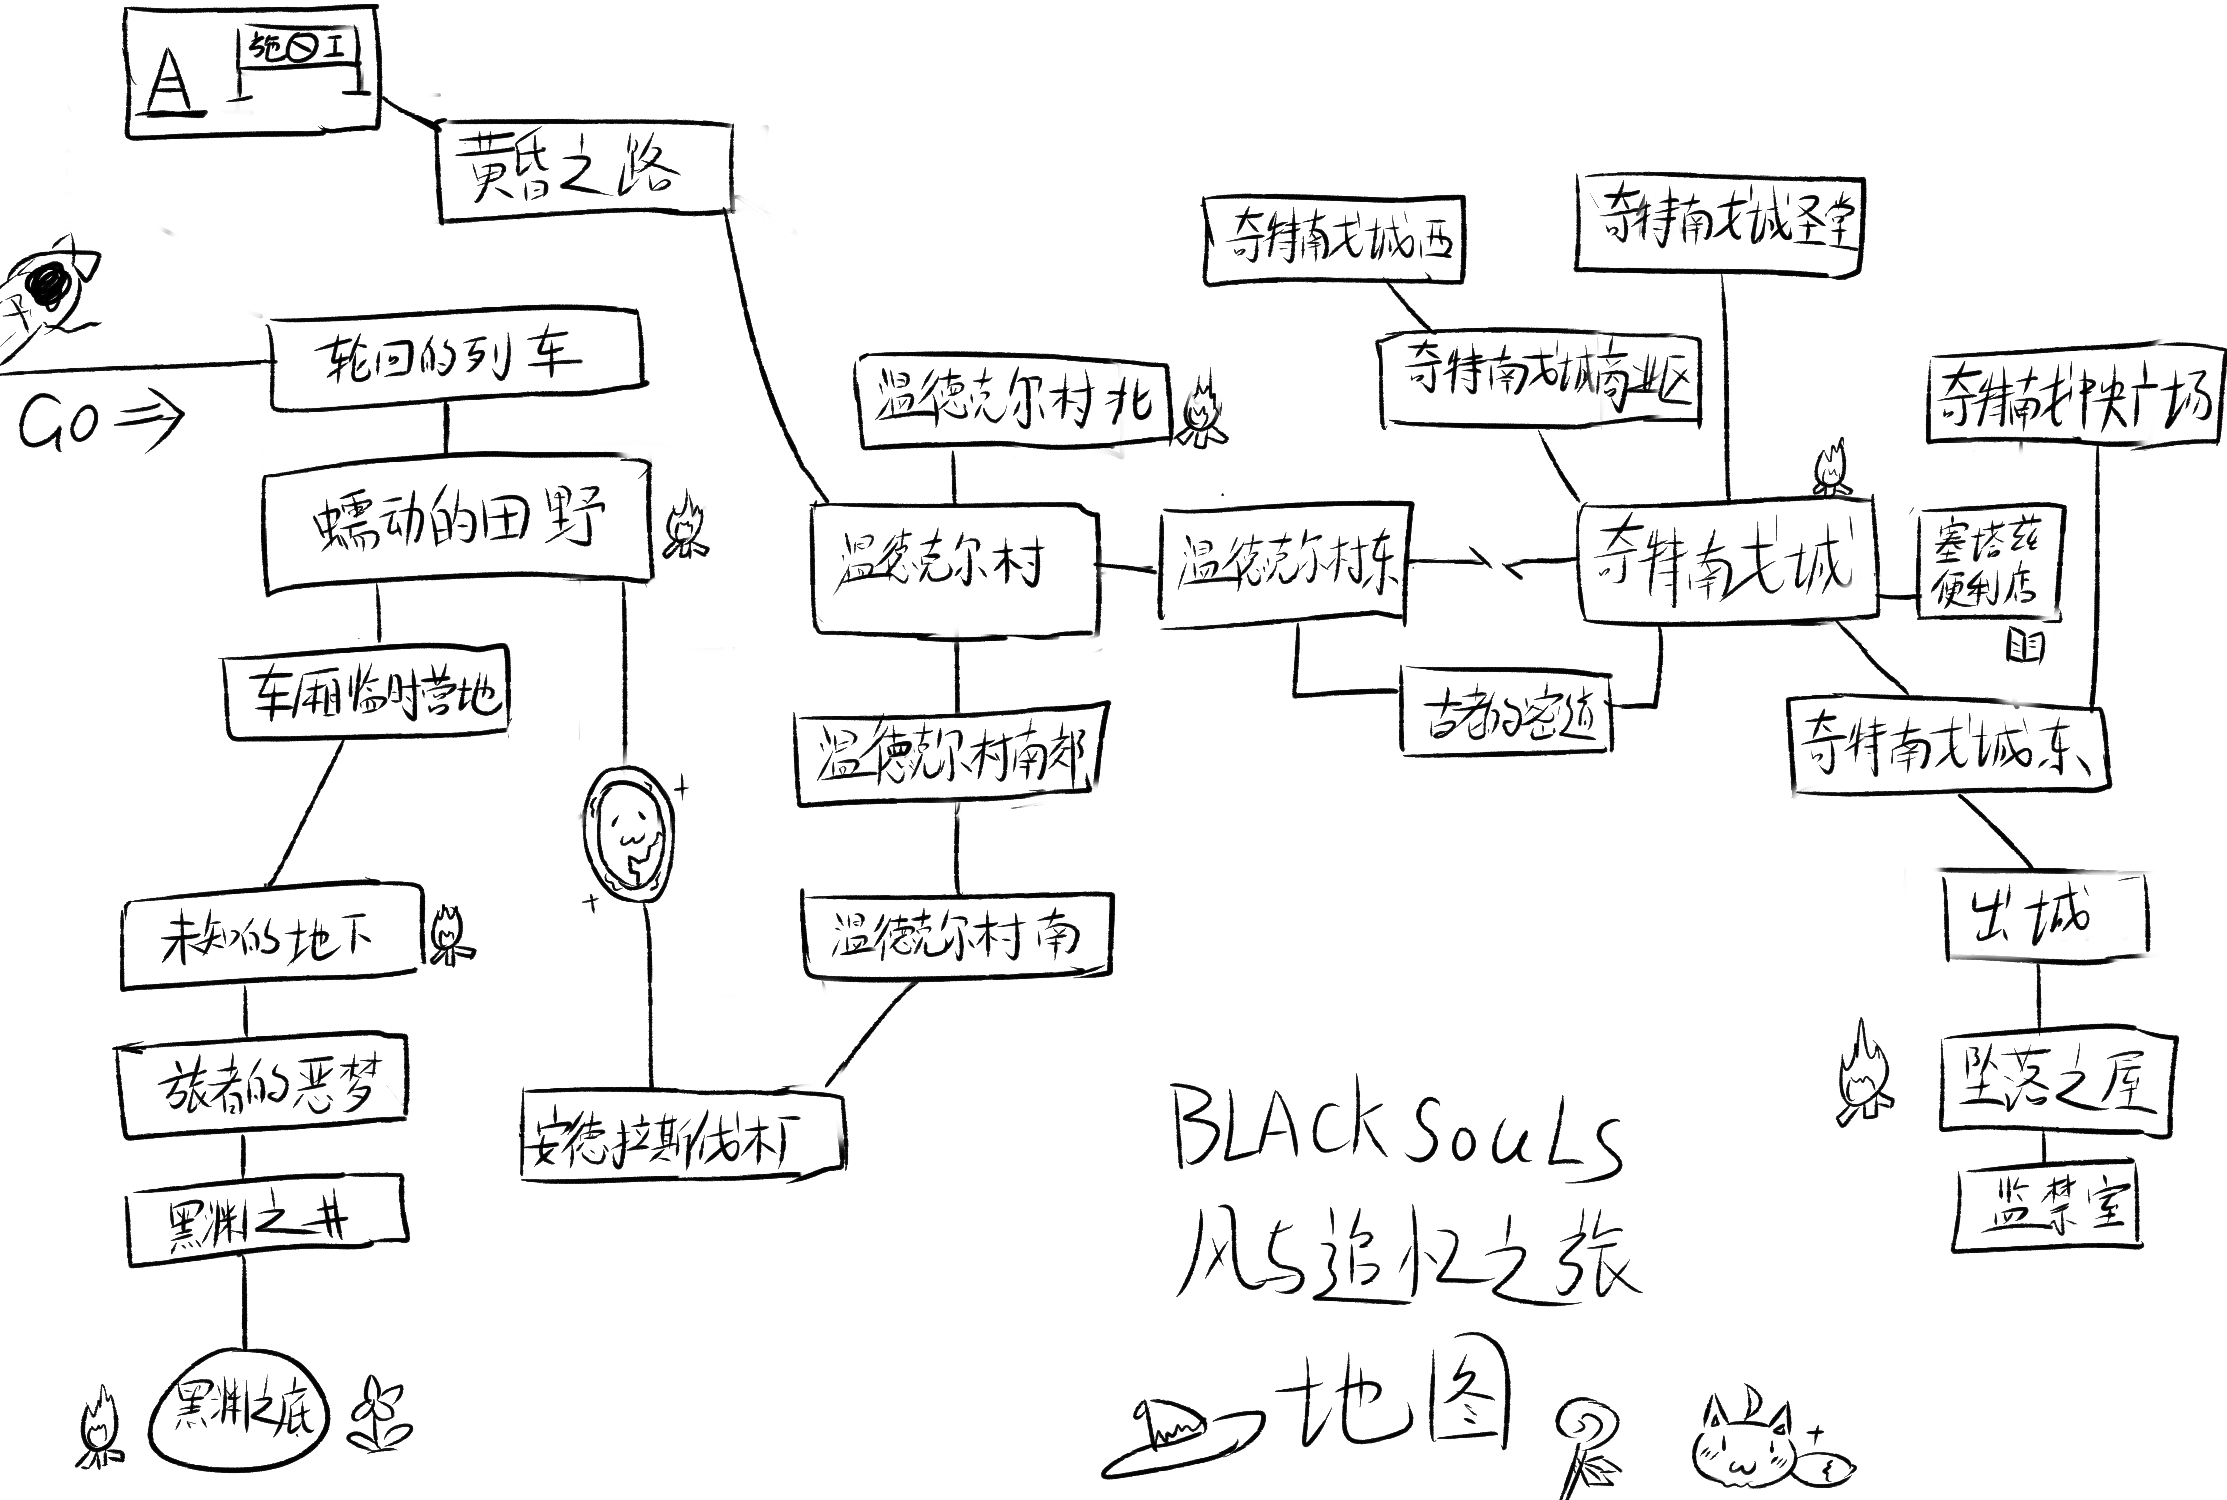 施工
黄昏之路
奇特南戈城西
奇特南戈城圣堂
轮回的列车
GO
奇特南戈城商业区
奇特南戈中央广场
温德克尔村北
蠕动的田野
温德克尔村
温德克尔村东
奇特南戈城
塞塔兹
便利店
车厢临时营地
古者的密道
温德克尔村南郊
奇特南戈城东
未知的地下
温德克尔村南
出城
旅者的恶梦
安德拉斯伐木厂
坠落之屋
黑渊之井
监禁室
BLACK SOULS
风与追忆之旅
地图
黑渊之底